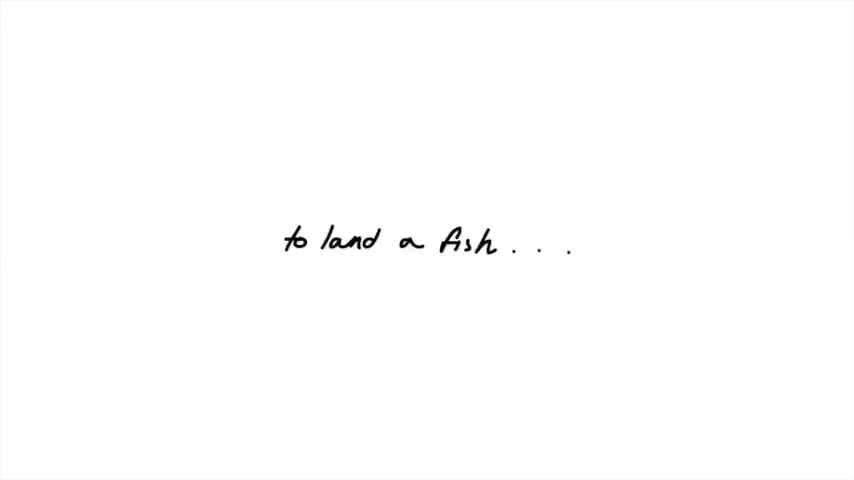 to land a fish . . .